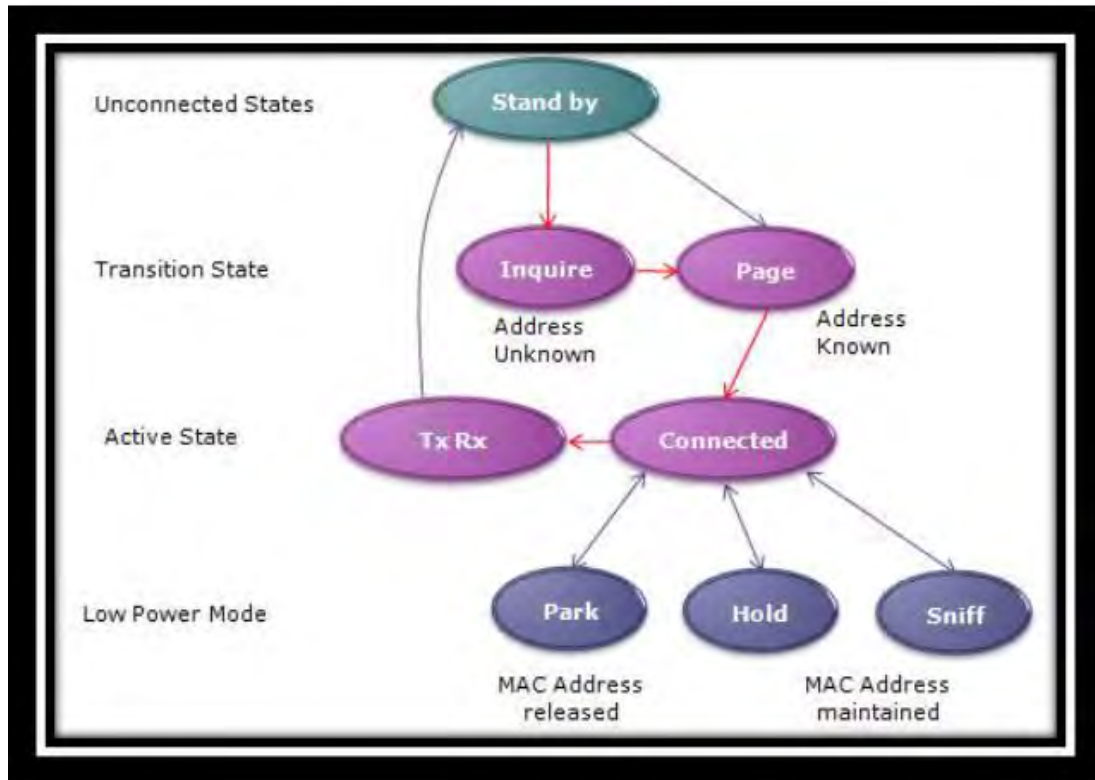 Unconnected States
Stand by
Transition State
Inquire
Page
Address
Unknown
Address
Known
Active State
Tx Rx
Connected
Low Power Mode
Park
Hold
Sniff
MAC Address
released
MAC Address
maintained